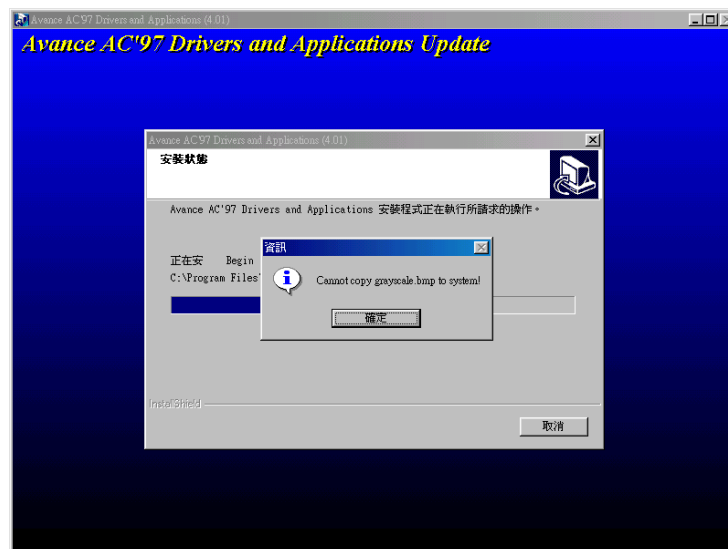 Avance AC'97 Drivers and Applications (4.01)
Avance AC'97 Drivers and Applications Update
Avance AC'97 Drivers and Applications (4.01)
安裝狀態
Avance AC'97 Drivers and Applications 安裝程式正在執行所請求的操作。
資訊
正在安 Begin
C:\Program Files
Cannot copy grayscale.bmp to system!
確定
InstallShield
取消